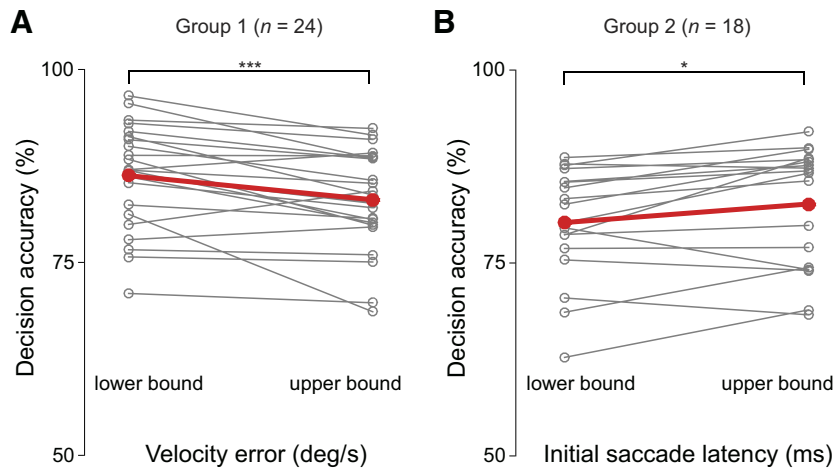 A
Group 1 (n = 24)
***
100
75
50
Decision accuracy (%)
lower bound
upper bound
Velocity error (deg/s)
B
Group 2 (n = 18)
*
100
75
50
Decision accuracy (%)
lower bound
upper bound
Initial saccade latency (ms)